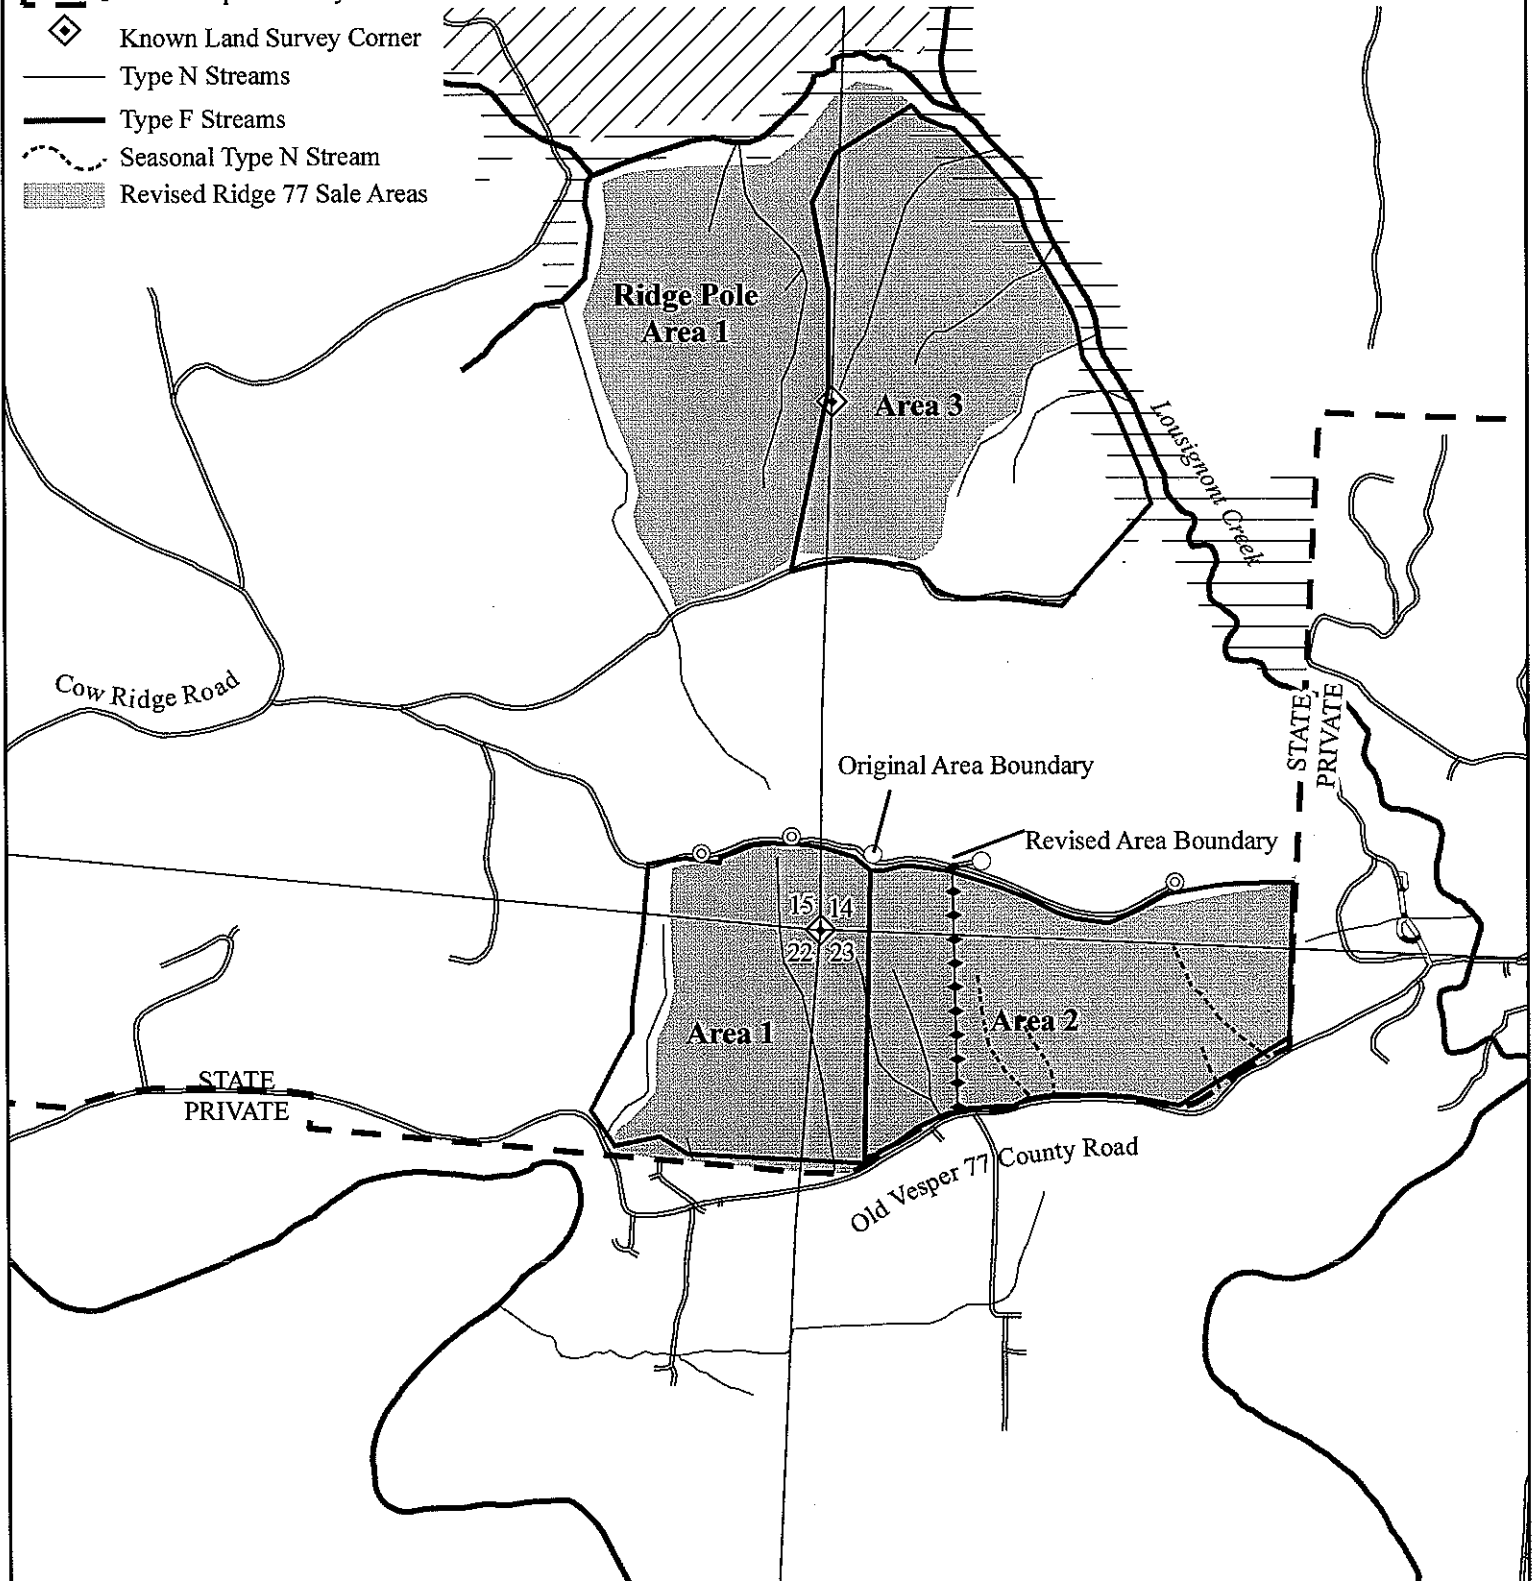 Known Land Survey Corner
Type N Streams
Type F Streams
Seasonal Type N Stream
Revised Ridge 77 Sale Areas
Ridge Pole
Area 1
Area 3
Lousignont Creek
Cow Ridge Road
STATE
PRIVATE
Original Area Boundary
Revised Area Boundary
15 14
22 23
Area 1
Area 2
STATE
PRIVATE
Old Vesper 77 County Road